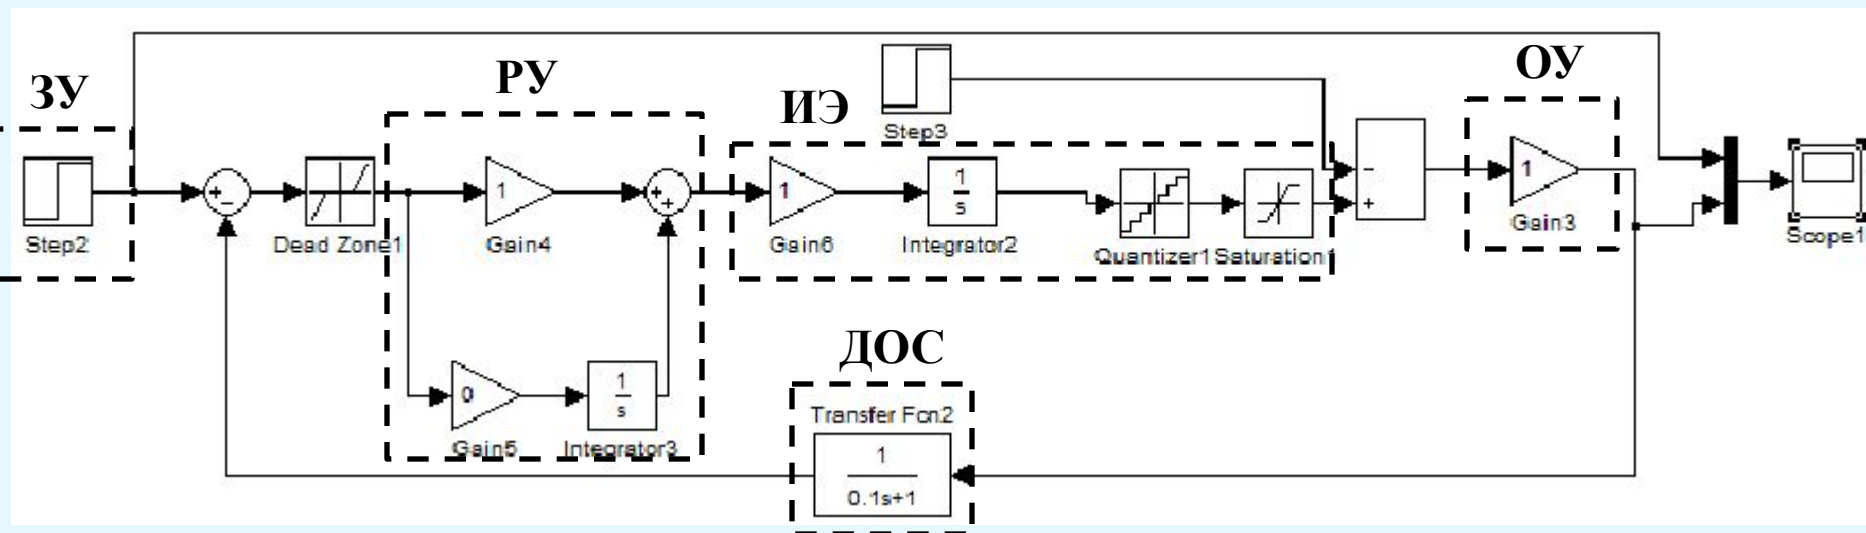 ОУ
РУ
ЗУ
ИЭ
Step3
+
−
1
+
+
1
1
s
−
+
1
Step2
Dead Zone1
Gain4
Gain6
Integrator2
Quantizer1
Saturation1
Gain3
Scope1
ДОС
0
1
s
Gain5
Integrator3
Transfer Fcn2
1
0.1s+1